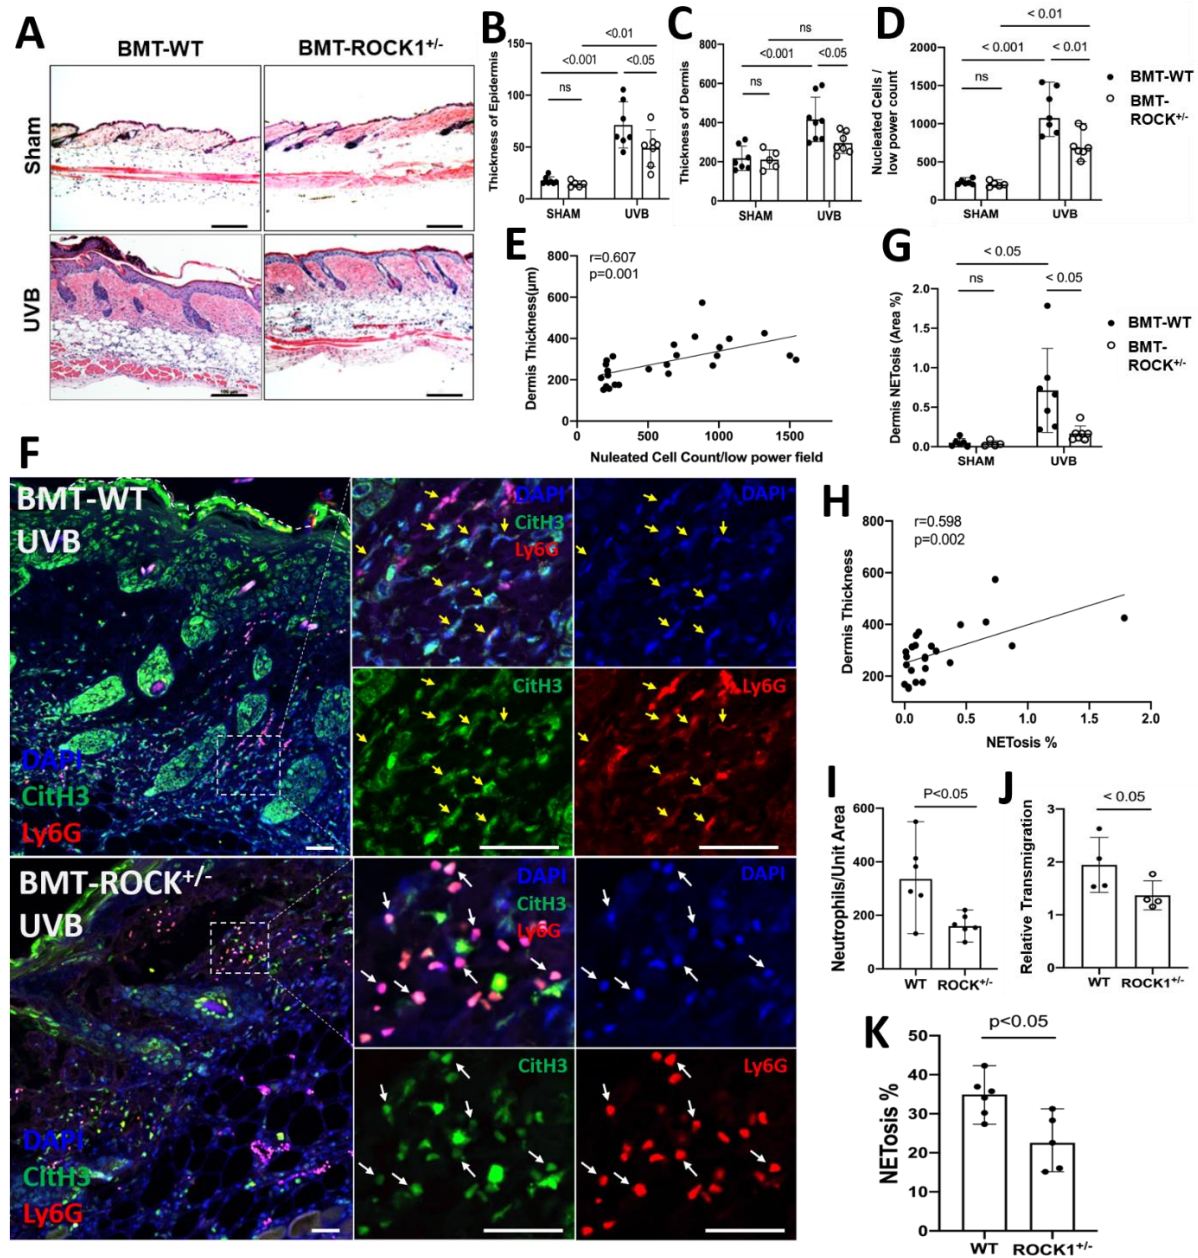 A
BMT-WT
BMT-ROCK1+/-
Sham
UVB
B
Thickness of Epidermis
150
100
50
0
<0.01
<0.001
<0.05
ns
SHAM
UVB
C
Thickness of Dermis
800
600
400
200
0
ns
<0.001
<0.05
ns
SHAM
UVB
D
Nucleated Cells /
low power count
2000
1500
1000
500
0
< 0.01
< 0.001
< 0.01
ns
SHAM
UVB
BMT-WT
BMT-
ROCK+/-
E
Dermis Thickness(μm)
800
600
400
200
0
r=0.607
p=0.001
0
500
1000
1500
Nuleated Cell Count/low power field
G
Dermis NETosis (Area %)
2.0
1.5
1.0
0.5
0.0
< 0.05
ns
< 0.05
SHAM
UVB
BMT-WT
BMT-
ROCK+/-
F
BMT-WT
UVB
DAPI
CitH3
Ly6G
DAPI
CitH3
Ly6G
DAPI
CitH3
Ly6G
BMT-ROCK+/-
UVB
DAPI
CitH3
Ly6G
DAPI
CitH3
Ly6G
DAPI
CitH3
Ly6G
H
Dermis Thickness
800
600
400
200
r=0.598
p=0.002
0.0
0.5
1.0
1.5
2.0
NETosis %
I
Neutrophils/Unit Area
600
400
200
0
P<0.05
WT
ROCK+/-
J
Relative Transmigration
3
2
1
0
< 0.05
WT
ROCK1+/-
K
NETosis %
50
40
30
20
10
0
p<0.05
WT
ROCK1+/-